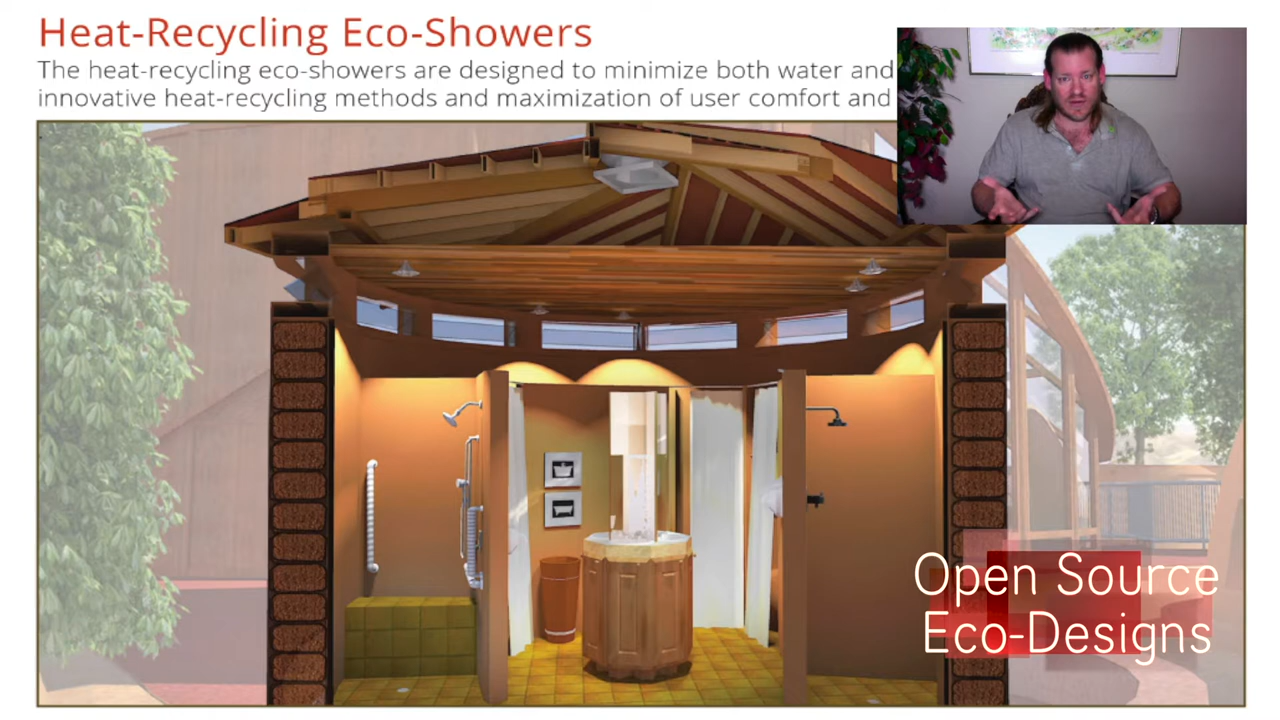 Heat-Recycling Eco-Showers
The heat-recycling eco-showers are designed to minimize both water and
innovative heat-recycling methods and maximization of user comfort and
Open Source
Eco-Designs